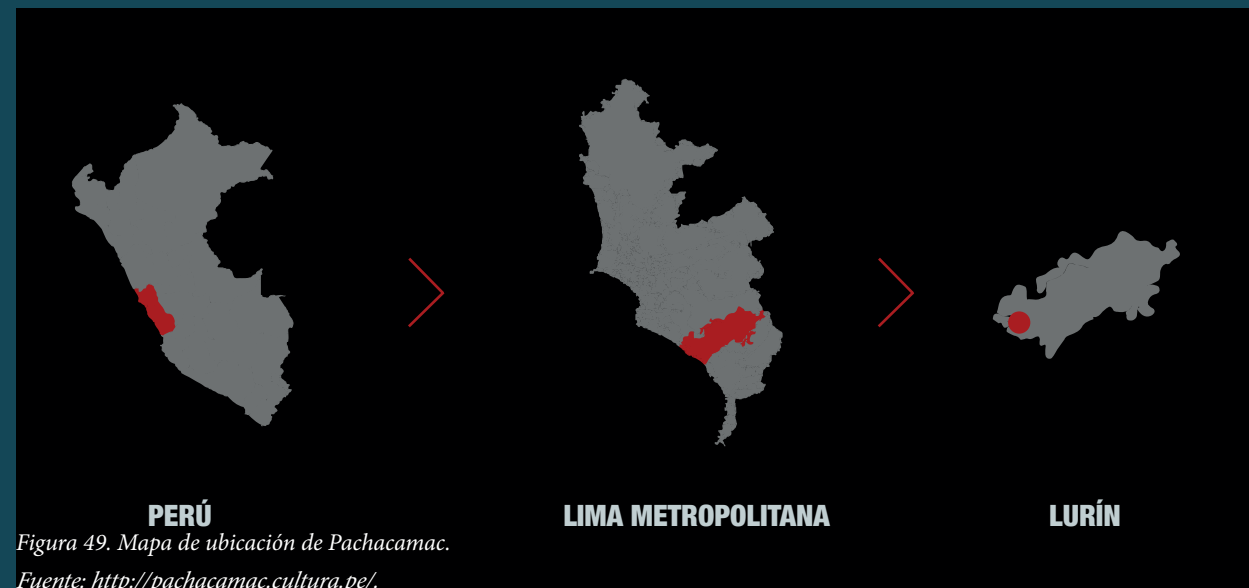 PERÚ
LIMA METROPOLITANA
LURÍN
Figura 49. Mapa de ubicación de Pachacamac.
Fuente: http://pachacamac.cultura.pe/.